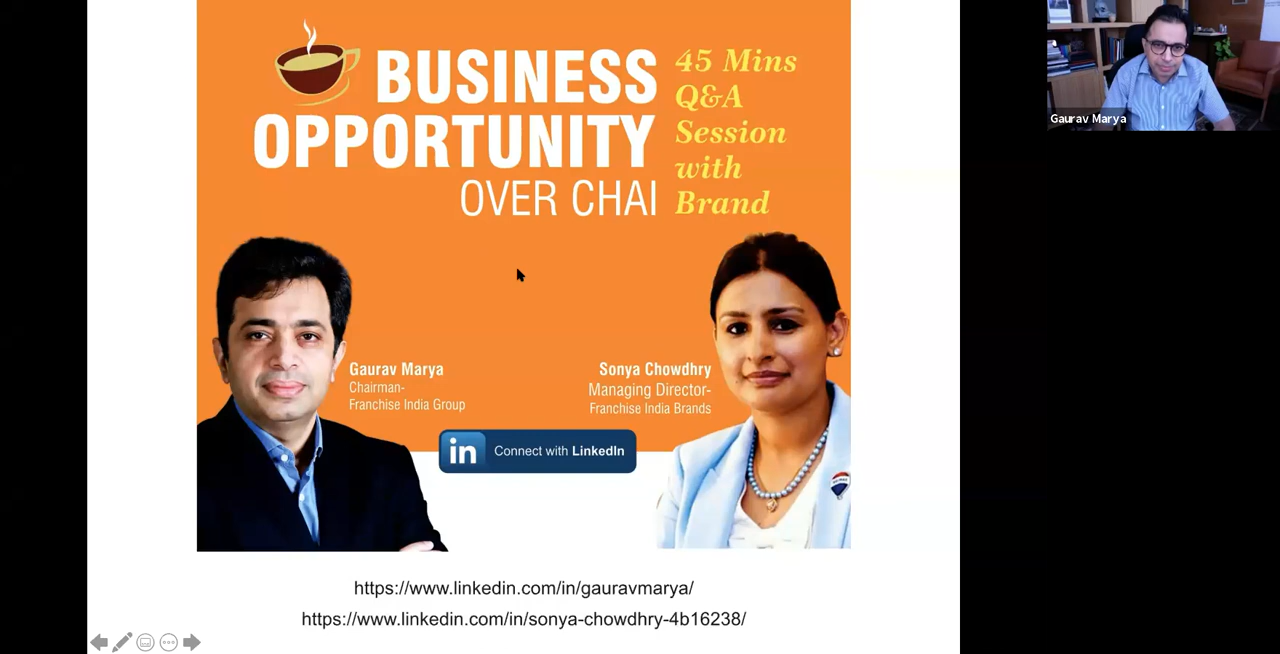 BUSINESS
OPPORTUNITY
OVER CHAI
45 Mins
Q&A
Session
with
Brand
Gaurav Marya
Chairman-
Franchise India Group
Sonya Chowdhry
Managing Director-
Franchise India Brands
in Connect with LinkedIn
https://www.linkedin.com/in/gauravmarya/
https://www.linkedin.com/in/sonya-chowdhry-4b16238/
Gaurav Marya